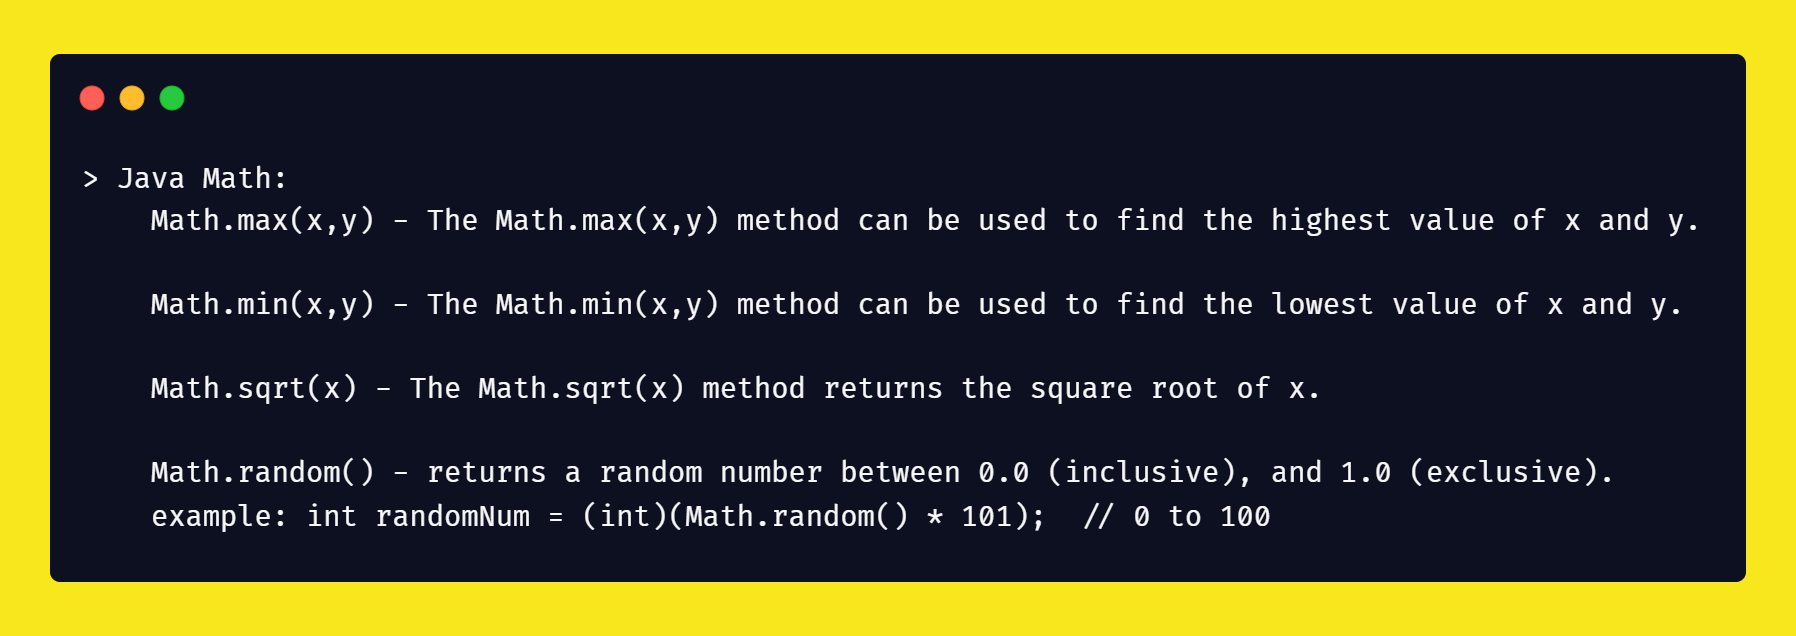 > Java Math:
Math.max(x,y) - The Math.max(x,y) method can be used to find the highest value of x and y.
Math.min(x,y) - The Math.min(x,y) method can be used to find the lowest value of x and y.
Math.sqrt(x) - The Math.sqrt(x) method returns the square root of x.
Math.random() - returns a random number between 0.0 (inclusive), and 1.0 (exclusive).
example: int randomNum = (int)(Math.random() * 101);  // 0 to 100